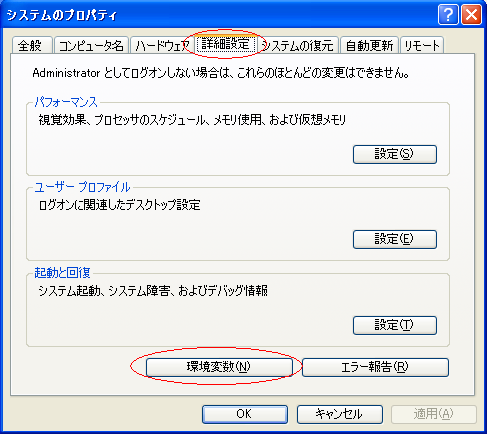 システムのプロパティ
全般 コンピュータ名 ハードウェア 詳細設定 システムの復元 自動更新 リモート
Administrator としてログオンしない場合は、これらのほとんどの変更はできません。
パフォーマンス
視覚効果、プロセッサのスケジュール、メモリ使用、および仮想メモリ
設定(S)
ユーザー プロファイル
ログオンに関連したデスクトップ設定
設定(E)
起動と回復
システム起動、システム障害、およびデバッグ情報
設定(T)
環境変数(N) エラー報告(R)
OK キャンセル 適用(A)